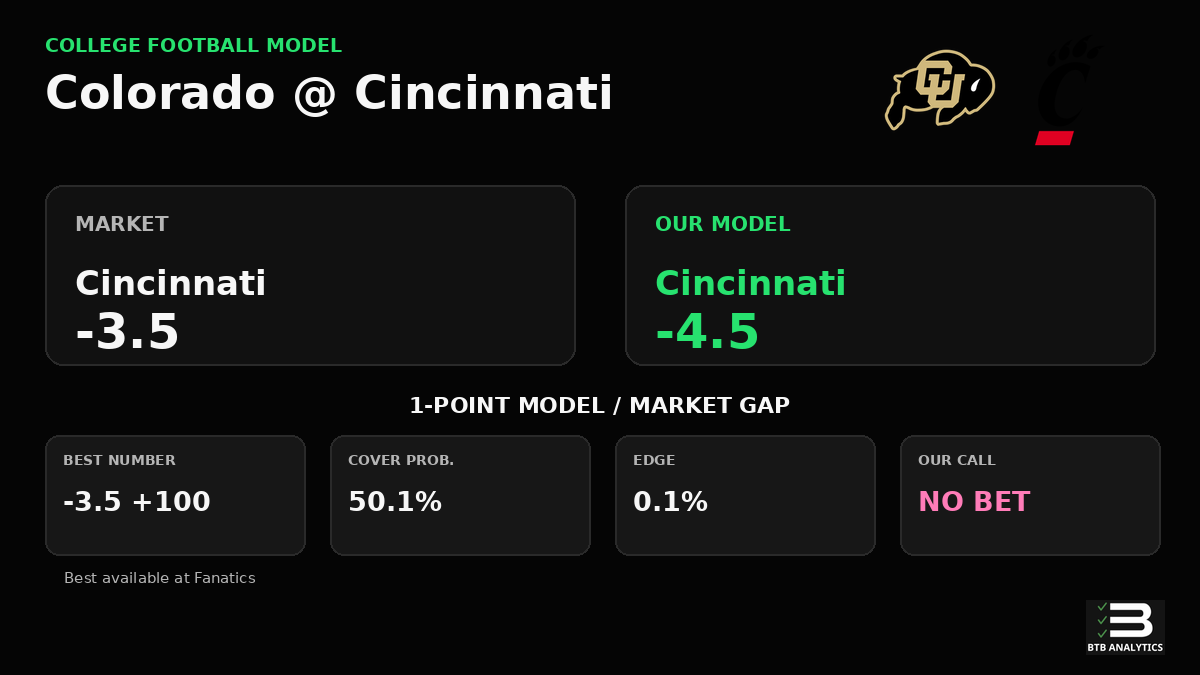 COLLEGE FOOTBALL MODEL
Colorado @ Cincinnati
CU
C
MARKET
Cincinnati
-3.5
OUR MODEL
Cincinnati
-4.5
1-POINT MODEL / MARKET GAP
BEST NUMBER
-3.5 +100
COVER PROB.
50.1%
EDGE
0.1%
OUR CALL
NO BET
Best available at Fanatics
B
BTB ANALYTICS